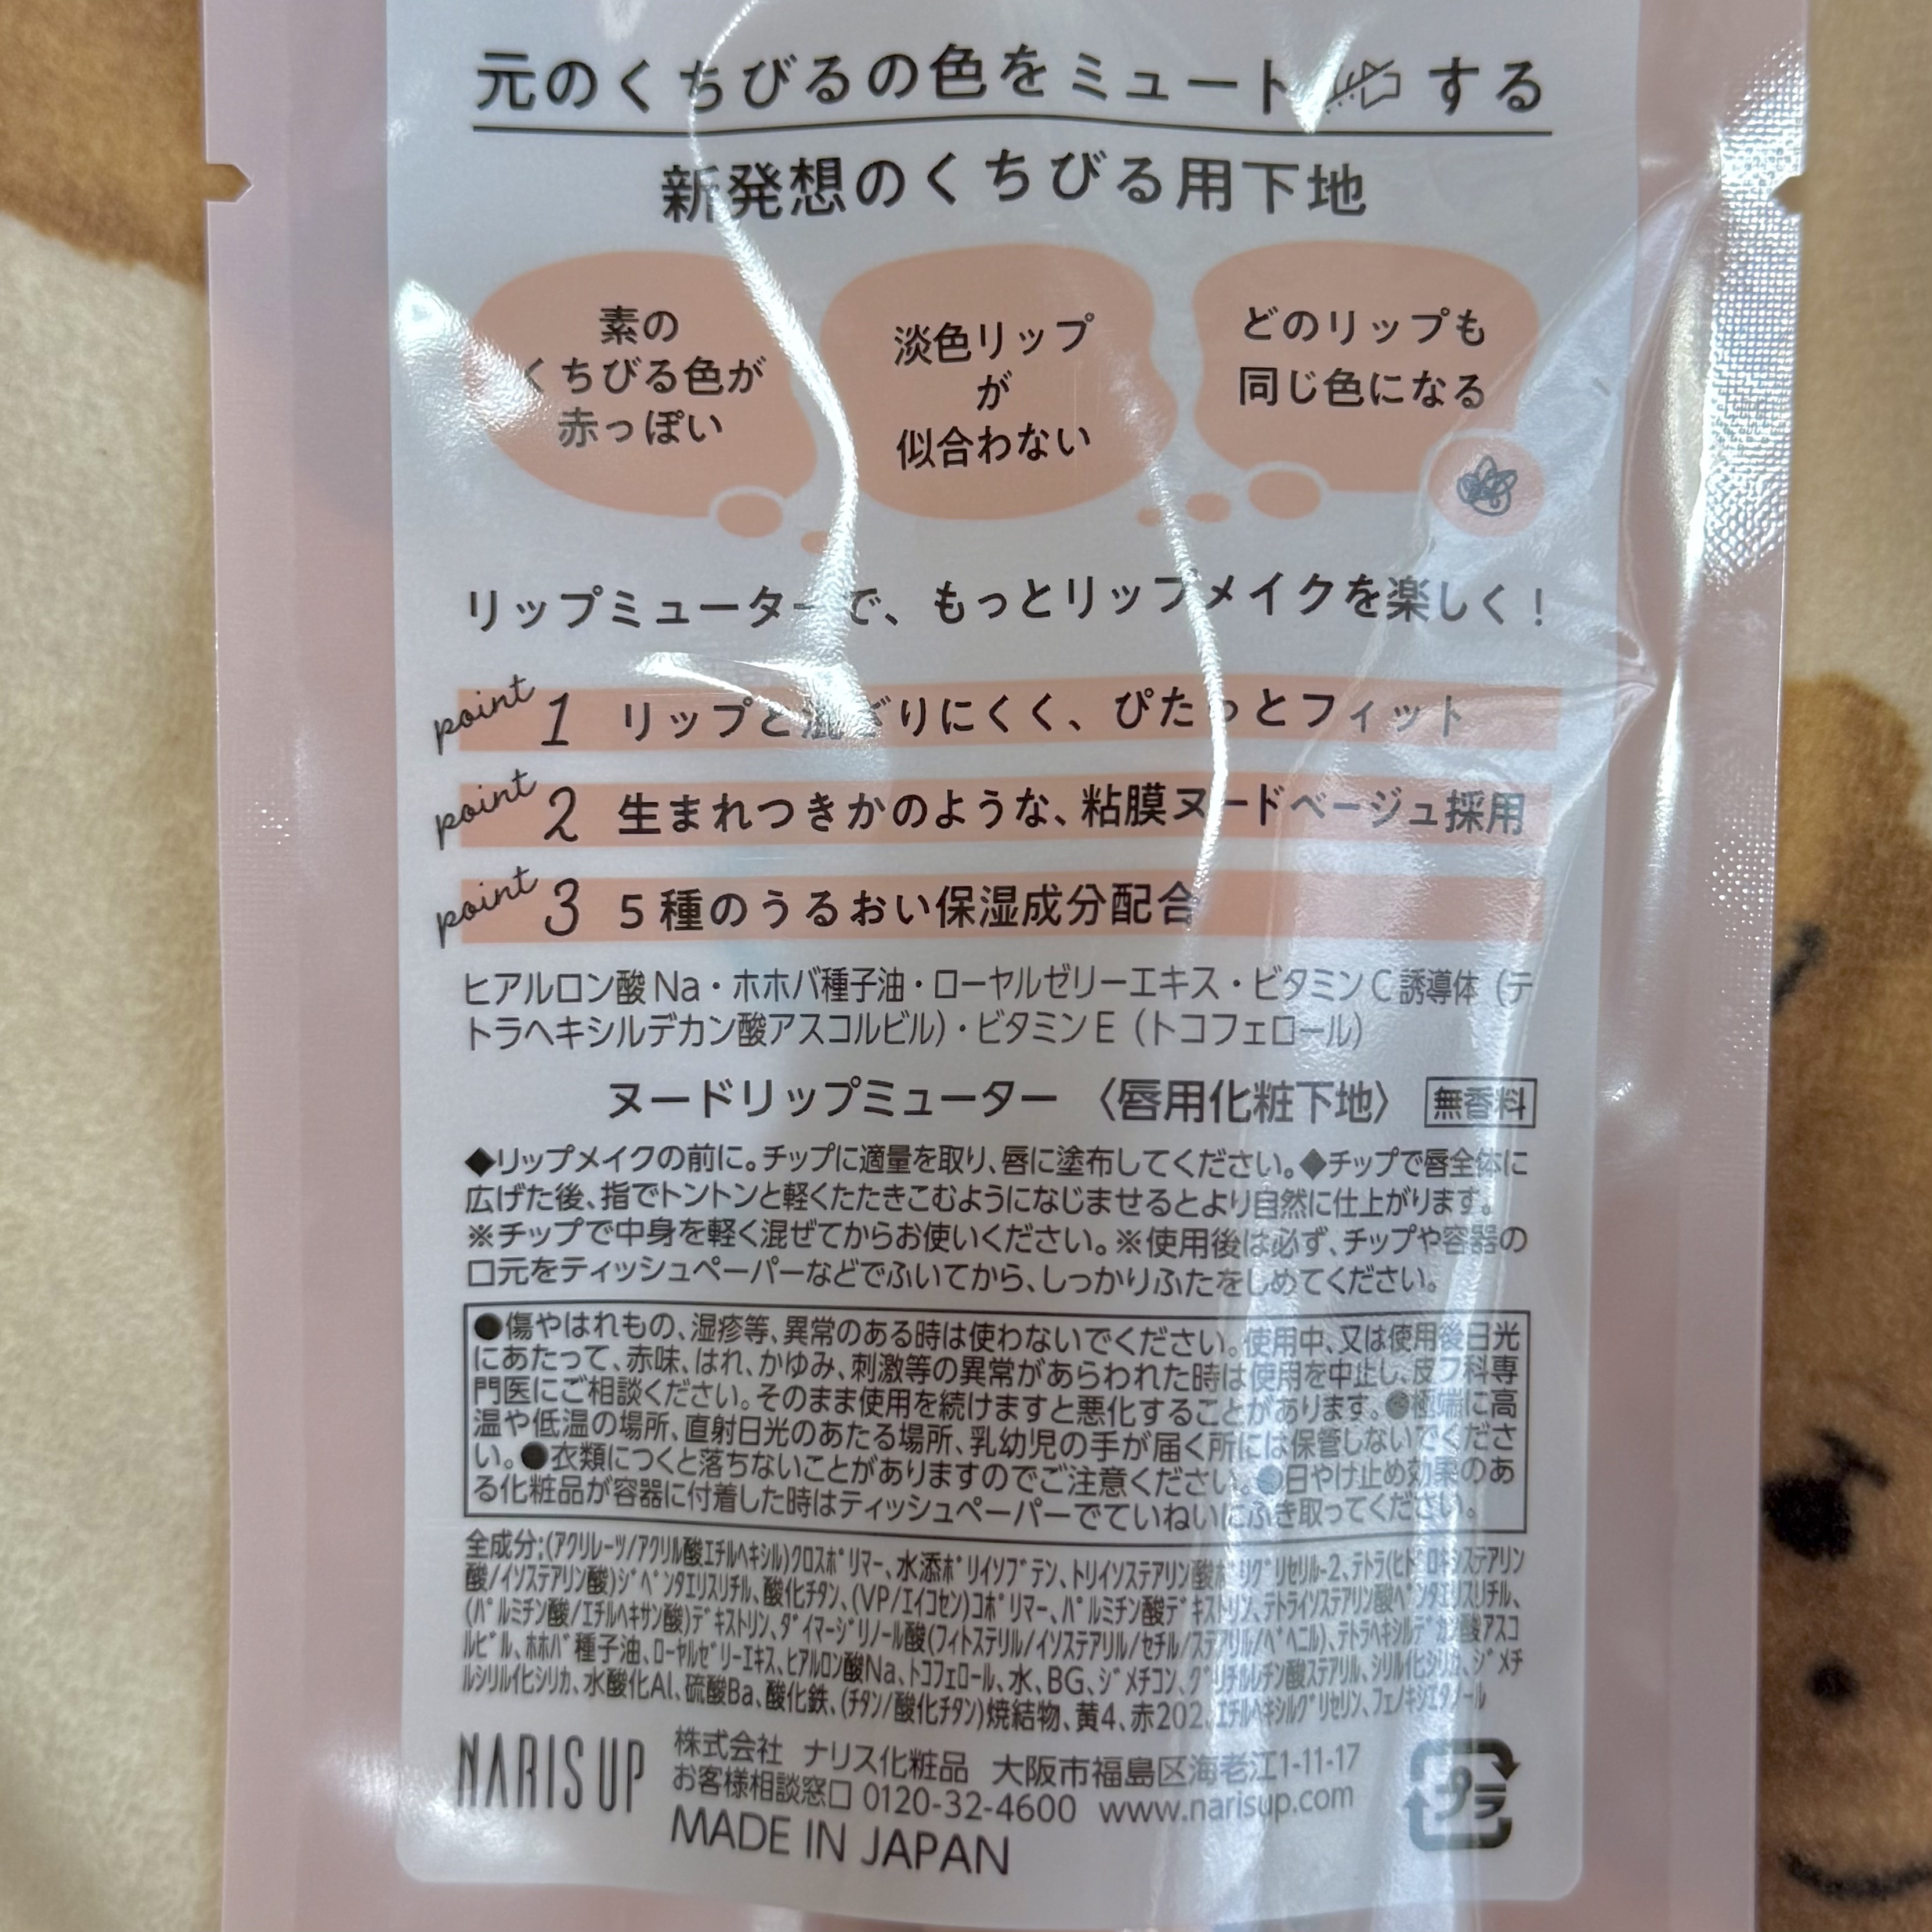 元のくちびるの色をミュートする
新発想のくちびる用下地
素の
くちびる色が
赤っぽい
淡色リップ
が
似合わない
どのリップも
同じ色になる
リップミューターで、もっとリップメイクを楽しく！
point 1 リップと混ざりにくく、ぴたっとフィット
point 2 生まれつきかのような、粘膜ヌードベージュ採用
point 3 5種のうるおい保湿成分配合
ヒアルロン酸Na・ホホバ種子油・ローヤルゼリーエキス・ビタミンC誘導体（テ
トラヘキシルデカン酸アスコルビル）・ビタミンE（トコフェロール）
ヌードリップミューター 〈唇用化粧下地〉 無香料
◆リップメイクの前に。チップに適量を取り、唇に塗布してください。◆チップで唇全体に
広げた後、指でトントンと軽くたたきこむようになじませるとより自然に仕上がります。
※チップで中身を軽く混ぜてからお使いください。※使用後は必ず、チップや容器の
口元をティッシュペーパーなどでふいてから、しっかりふたをしめてください。
●傷やはれもの、湿疹等、異常のある時は使わないでください。使用中、又は使用後日光
にあたって、赤味、はれ、かゆみ、刺激等の異常があらわれた時は使用を中止し、皮フ科専
門医にご相談ください。そのまま使用を続けますと悪化することがあります。●極端に高
温や低温の場所、直射日光のあたる場所、乳幼児の手が届く所には保管しないでくださ
い。●衣類につくと落ちないことがありますのでご注意ください。●日やけ止め効果のあ
る化粧品が容器に付着した時はティッシュペーパーでていねいにふき取ってください。
全成分：(ｱｸﾘﾚｰﾂ/ｱｸﾘﾙ酸ｴﾁﾙﾍｷｼﾙ)ｸﾛｽﾎﾟﾘﾏｰ、水添ﾎﾟﾘｲｿﾌﾞﾃﾝ、ﾄﾘｲｿｽﾃｱﾘﾝ酸ﾎﾟﾘｸﾞﾘｾﾘﾙ-2、ﾃﾄﾗ(ﾋﾄﾞﾛｷｼｽﾃｱﾘﾝ
酸/ｲｿｽﾃｱﾘﾝ酸)ｼﾞﾍﾟﾝﾀｴﾘｽﾘﾁﾙ、酸化ﾁﾀﾝ、(VP/ｴｲｺｾﾝ)ｺﾎﾟﾘﾏｰ、ﾊﾟﾙﾐﾁﾝ酸ﾃﾞｷｽﾄﾘﾝ、ﾃﾄﾗｲｿｽﾃｱﾘﾝ酸ﾍﾟﾝﾀｴﾘｽﾘﾁﾙ、
(ﾊﾟﾙﾐﾁﾝ酸/ｴﾁﾙﾍｷｻﾝ酸)ﾃﾞｷｽﾄﾘﾝ、ﾀﾞｲﾏｰｼﾞﾘﾉｰﾙ酸(ﾌｨﾄｽﾃﾘﾙ/ｲｿｽﾃｱﾘﾙ/ｾﾁﾙ/ｽﾃｱﾘﾙ/ﾍﾞﾍﾆﾙ)、ﾃﾄﾗﾍｷｼﾙﾃﾞｶﾝ酸ｱｽｺ
ﾙﾋﾞﾙ、ﾎﾎﾊﾞ種子油、ﾛｰﾔﾙｾﾞﾘｰｴｷｽ、ﾋｱﾙﾛﾝ酸Na、ﾄｺﾌｪﾛｰﾙ、水、BG、ｼﾞﾒﾁｺﾝ、ｸﾞﾘﾁﾙﾚﾁﾝ酸ｽﾃｱﾘﾙ、ｼﾘﾙ化ｼﾘｶ、ｼﾞﾒﾁ
ﾙｼﾘﾙ化ｼﾘｶ、水酸化Al、硫酸Ba、酸化鉄、(ﾁﾀﾝ/酸化ﾁﾀﾝ)焼結物、黄4、赤202、ｴﾁﾙﾍｷｼﾙｸﾞﾘｾﾘﾝ、ﾌｪﾉｷｼｴﾀﾉｰﾙ
NARIS UP
株式会社 ナリス化粧品 大阪市福島区海老江1-11-17
お客様相談窓口 0120-32-4600 www.narisup.com
MADE IN JAPAN
プラ